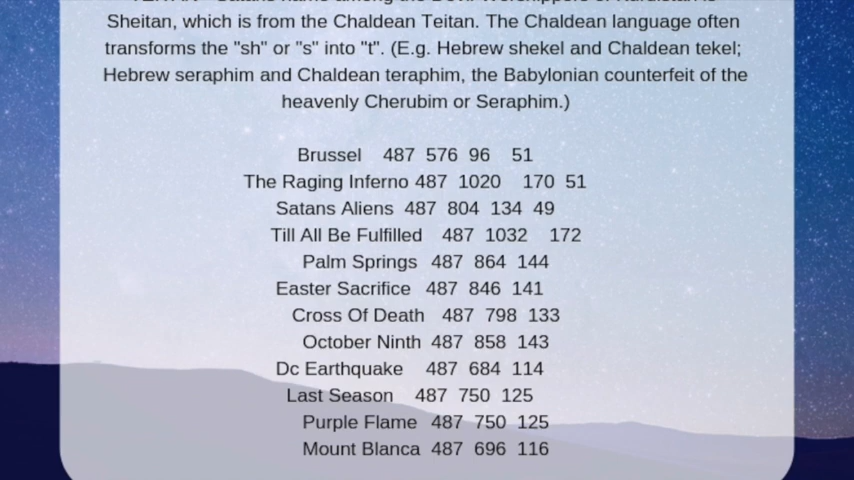 Sheitan, which is from the Chaldean Teitan. The Chaldean language often
transforms the "sh" or "s" into "t". (E.g. Hebrew shekel and Chaldean tekel;
Hebrew seraphim and Chaldean teraphim, the Babylonian counterfeit of the
heavenly Cherubim or Seraphim.)
Brussel 487 576 96 51
The Raging Inferno 487 1020 170 51
Satans Aliens 487 804 134 49
Till All Be Fulfilled 487 1032 172
Palm Springs 487 864 144
Easter Sacrifice 487 846 141
Cross Of Death 487 798 133
October Ninth 487 858 143
Dc Earthquake 487 684 114
Last Season 487 750 125
Purple Flame 487 750 125
Mount Blanca 487 696 116